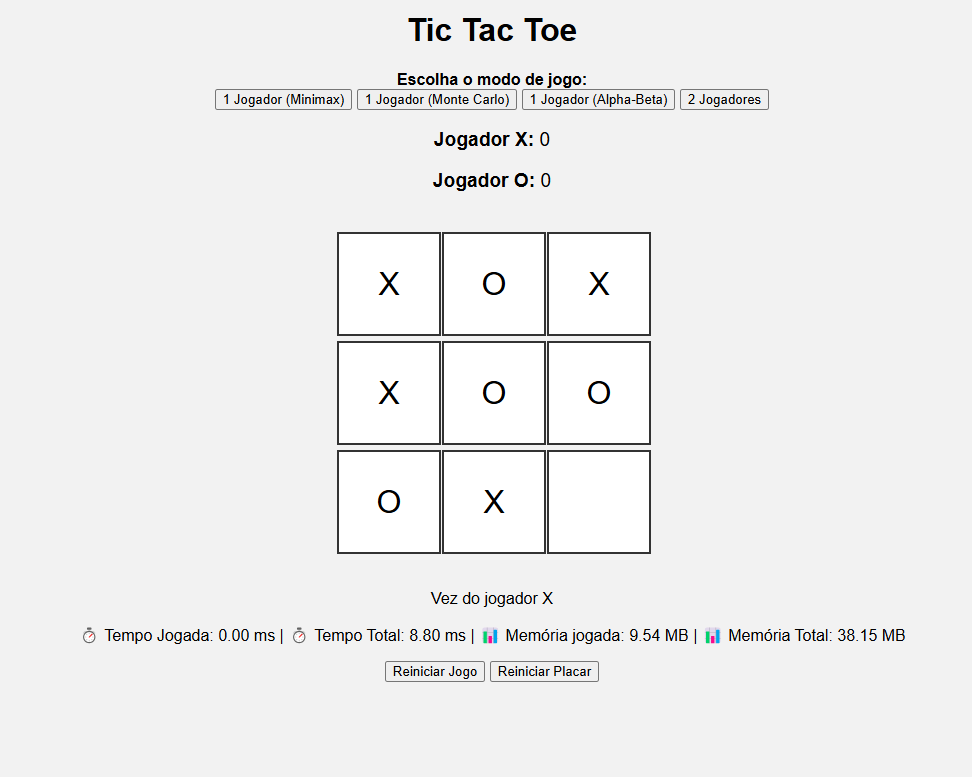 Tic Tac Toe
Escolha o modo de jogo:
1 Jogador (Minimax) 1 Jogador (Monte Carlo) 1 Jogador (Alpha-Beta) 2 Jogadores
Jogador X: 0
Jogador O: 0
X O X
X O O
O X
Vez do jogador X
Tempo Jogada: 0.00 ms | Tempo Total: 8.80 ms | Memória jogada: 9.54 MB | Memória Total: 38.15 MB
Reiniciar Jogo Reiniciar Placar